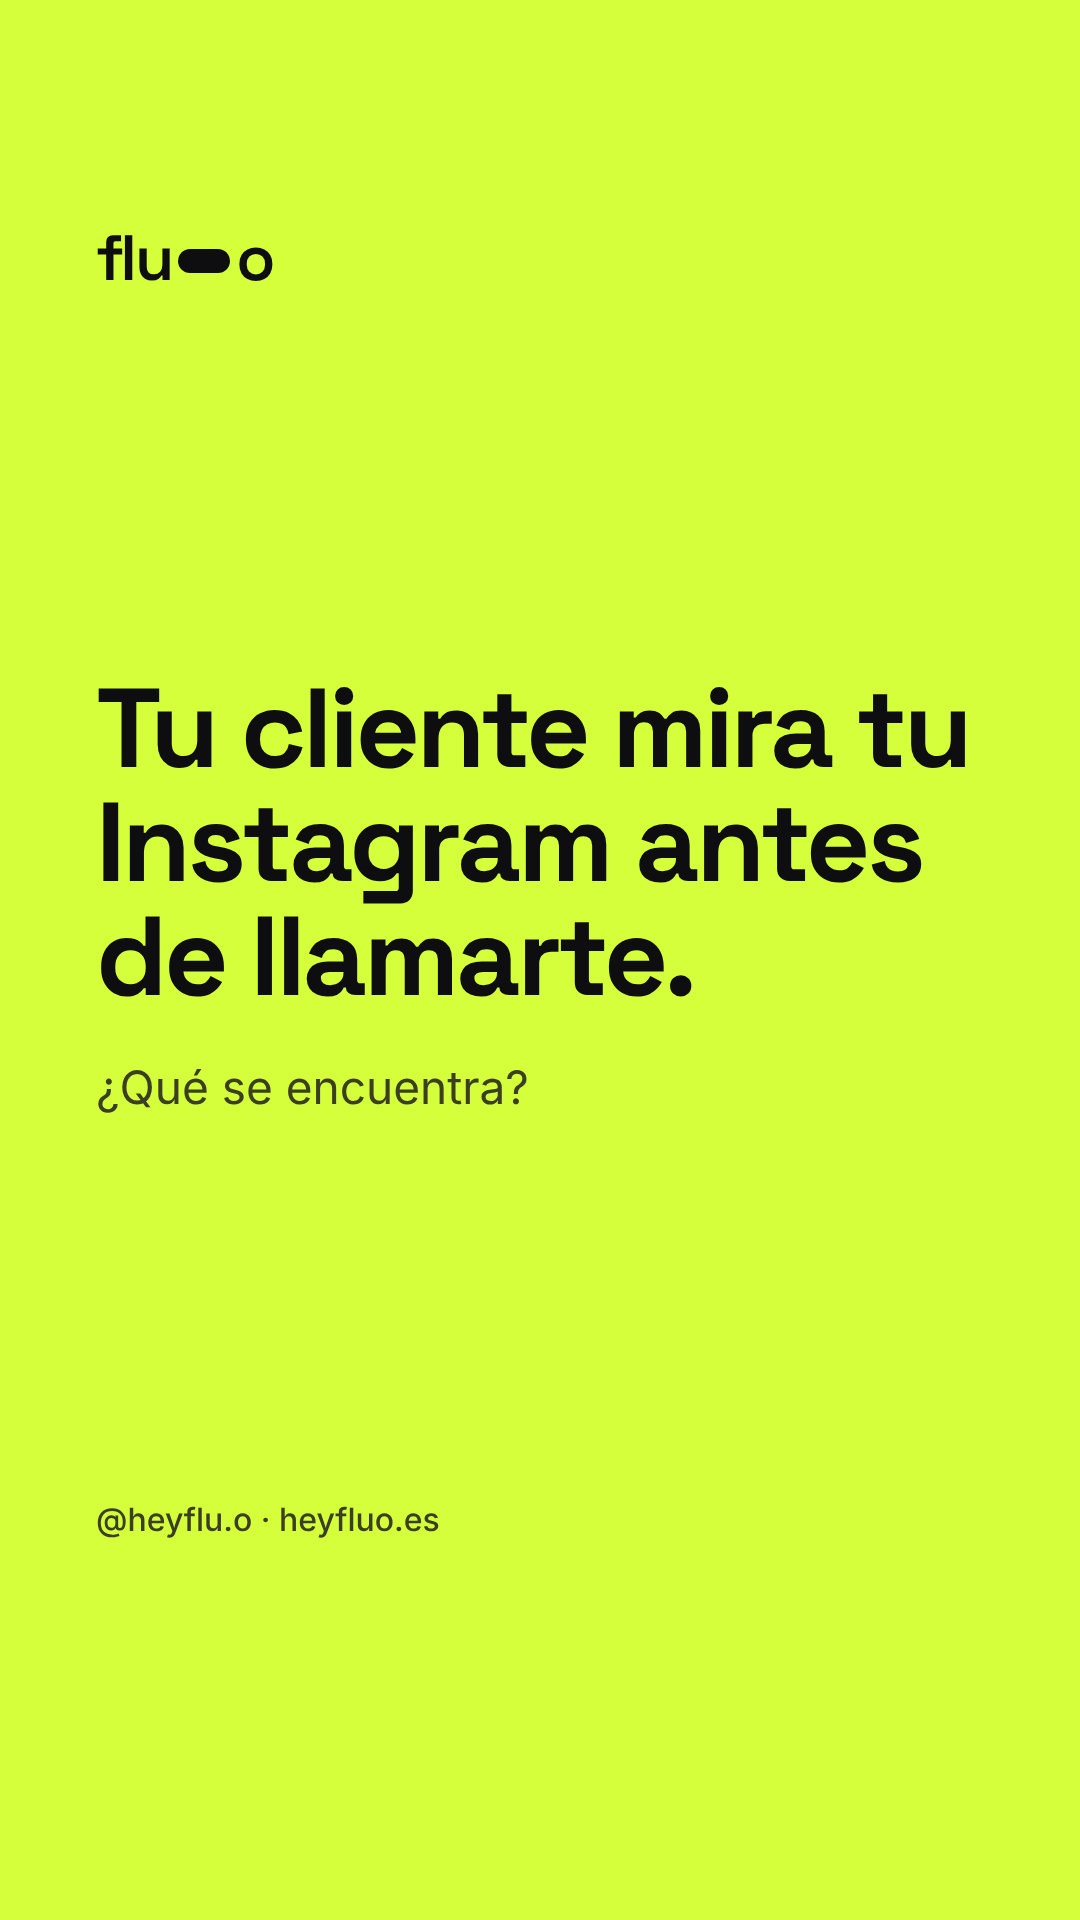 flu o
Tu cliente mira tu
Instagram antes
de llamarte.
¿Qué se encuentra?
@heyflu.o · heyfluo.es